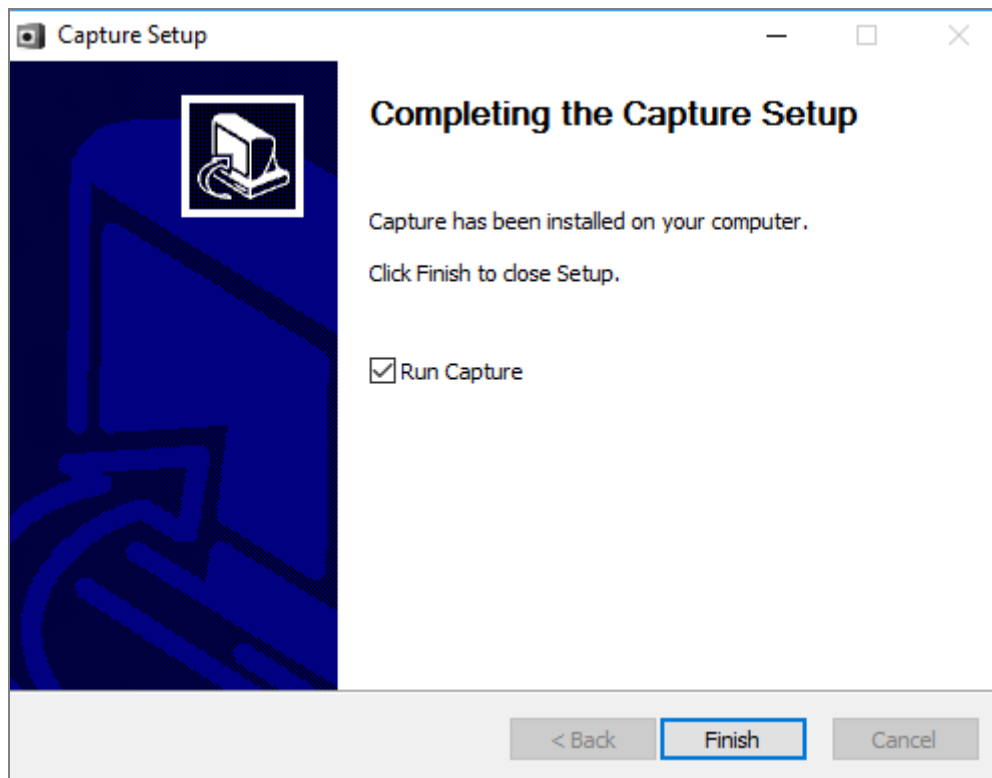 Capture Setup
Completing the Capture Setup
Capture has been installed on your computer.
Click Finish to close Setup.
Run Capture
< Back Finish Cancel